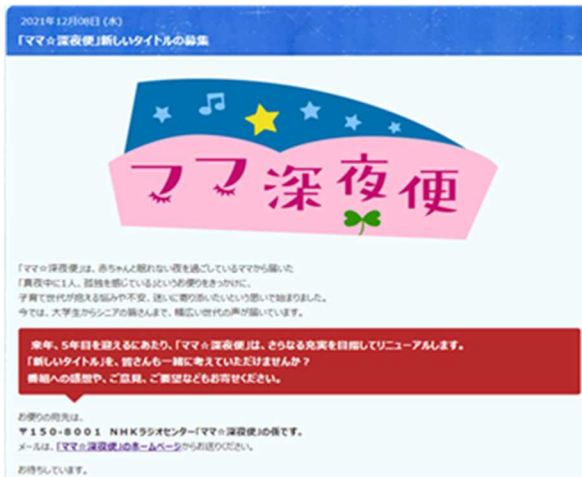 2021年12月08日 (水)
「ママ☆深夜便」新しいタイトルの募集
ママ深夜便
「ママ☆深夜便」は、赤ちゃんと眠れない夜を過ごしているママから届いた
「真夜中に1人、孤独を感じている」というお便りをきっかけに、
子育て世代が抱える悩みや不安、迷いに寄り添いたいという思いで始まりました。
今では、大学生からシニアの皆さんまで、幅広い世代の声が届いています。
来年、5年目を迎えるにあたり、「ママ☆深夜便」は、さらなる充実を目指してリニューアルします。
「新しいタイトル」を、皆さんも一緒に考えていただけませんか？
番組への感想や、ご意見、ご要望などもお寄せください。
お便りの宛先は、
〒150-8001 NHKラジオセンター「ママ☆深夜便」の係です。
メールは、「ママ☆深夜便」のホームページからお送りください。
お待ちしています。